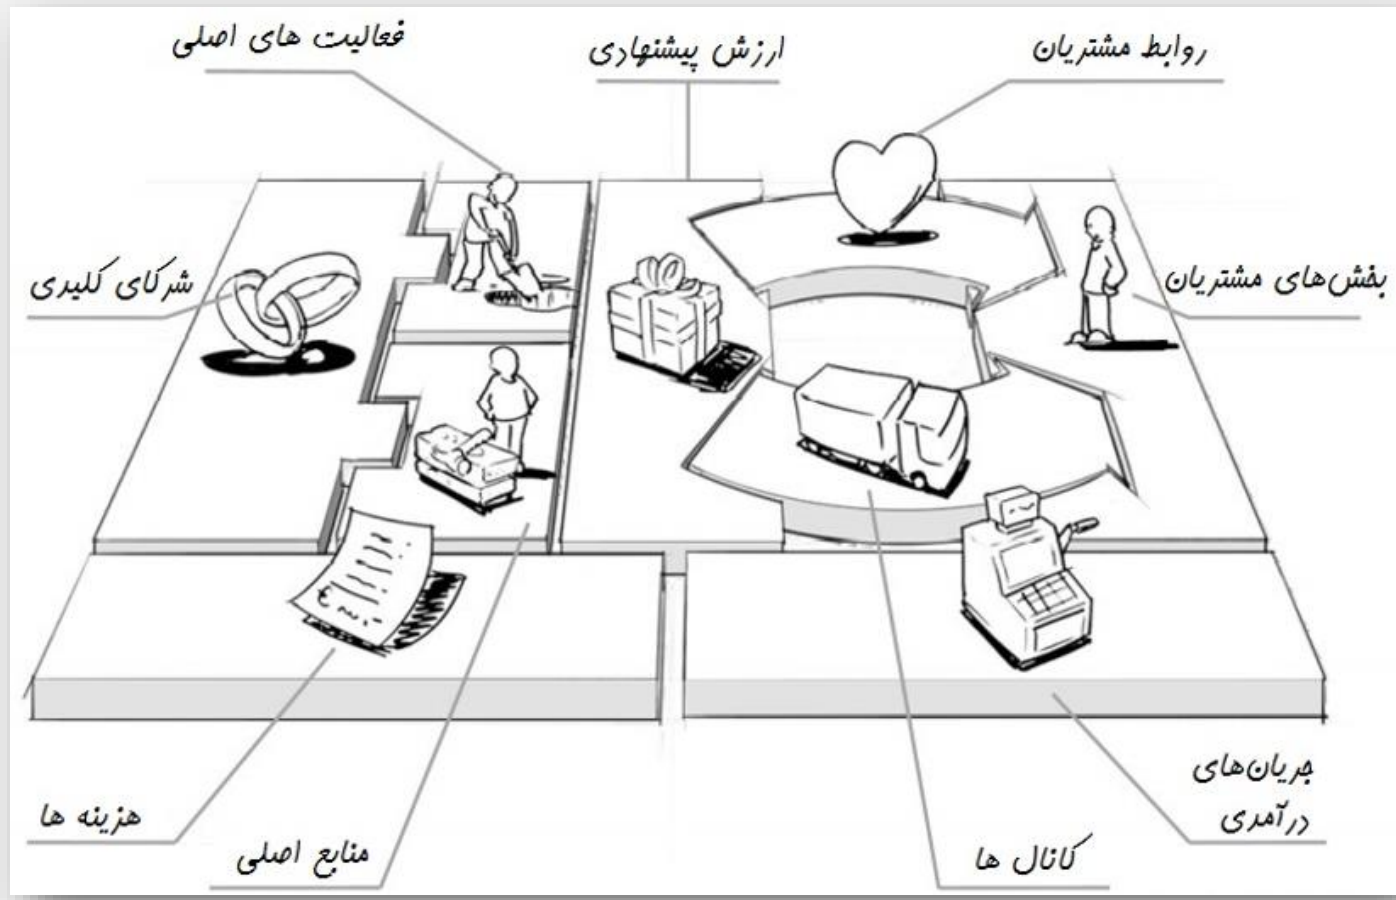 روابط مشتریان
ارزش پیشنهادی
فعالیت های اصلی
بخش‌های مشتریان
شرکای کلیدی
جریان‌های
درآمدی
کانال ها
منابع اصلی
هزینه ها